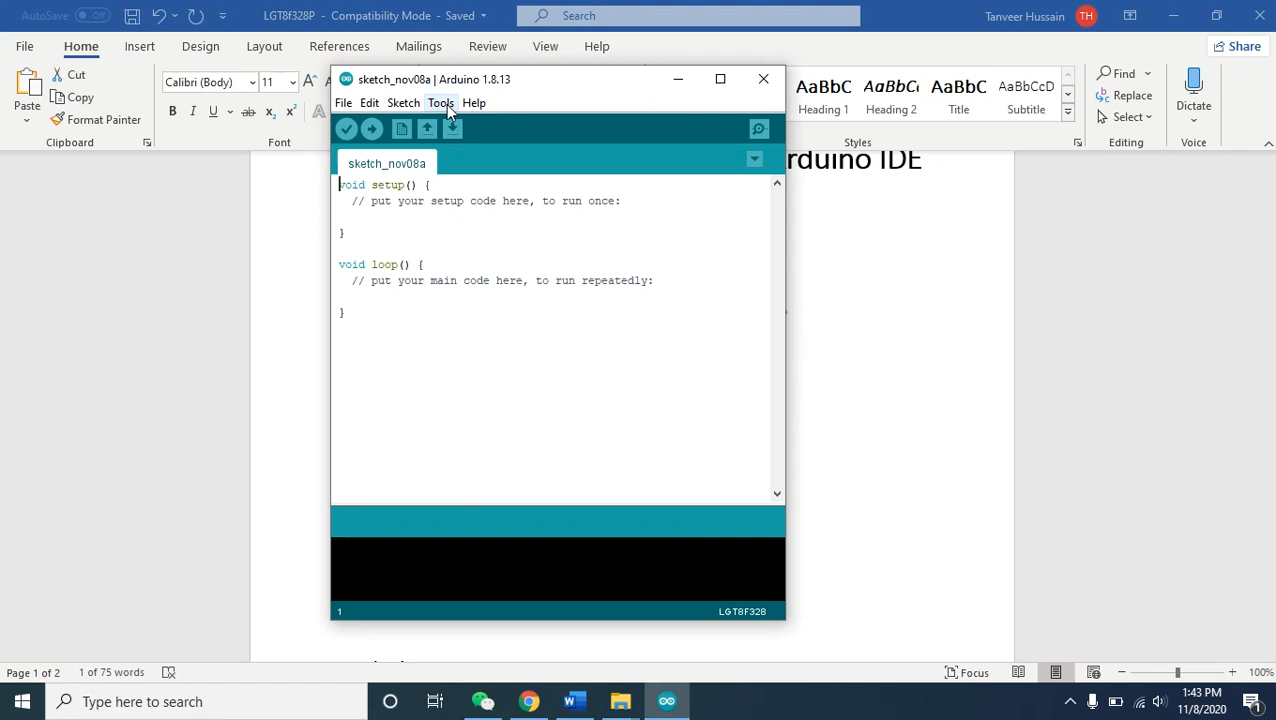 AutoSave Off LGT8f328P - Compatibility Mode - Saved Search Tanveer Hussain TH
File Home Insert Design Layout References Mailings Review View Help Share
Paste Cut Copy Format Painter
Clipboard
Calibri (Body) 11 A
B I U ab x₂ x² A
Font
AaBbC Heading 1 AaBbCc Heading 2 AaBbC Title AaBbCcD Subtitle
Styles
Find Replace Select
Editing
Dictate
Voice
sketch_nov08a | Arduino 1.8.13
File Edit Sketch Tools Help
sketch_nov08a
void setup() {
// put your setup code here, to run once:
}
void loop() {
// put your main code here, to run repeatedly:
}
1 LGT8F328
rduino IDE
Page 1 of 2 1 of 75 words Focus 100%
Type here to search
1:43 PM
11/8/2020
1